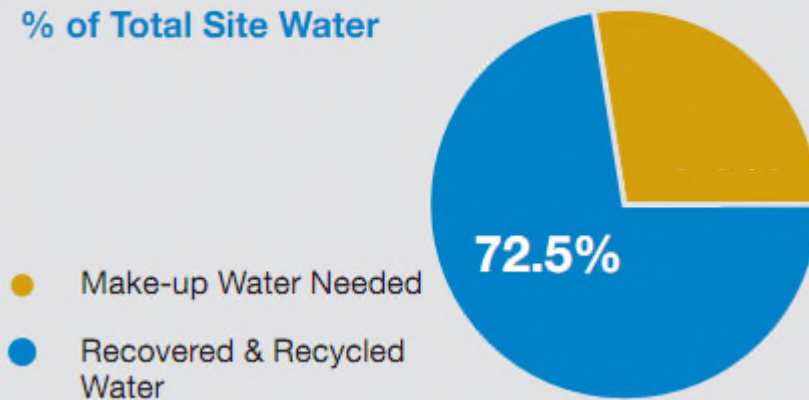 % of Total Site Water
72.5%
Make-up Water Needed
Recovered & Recycled
Water